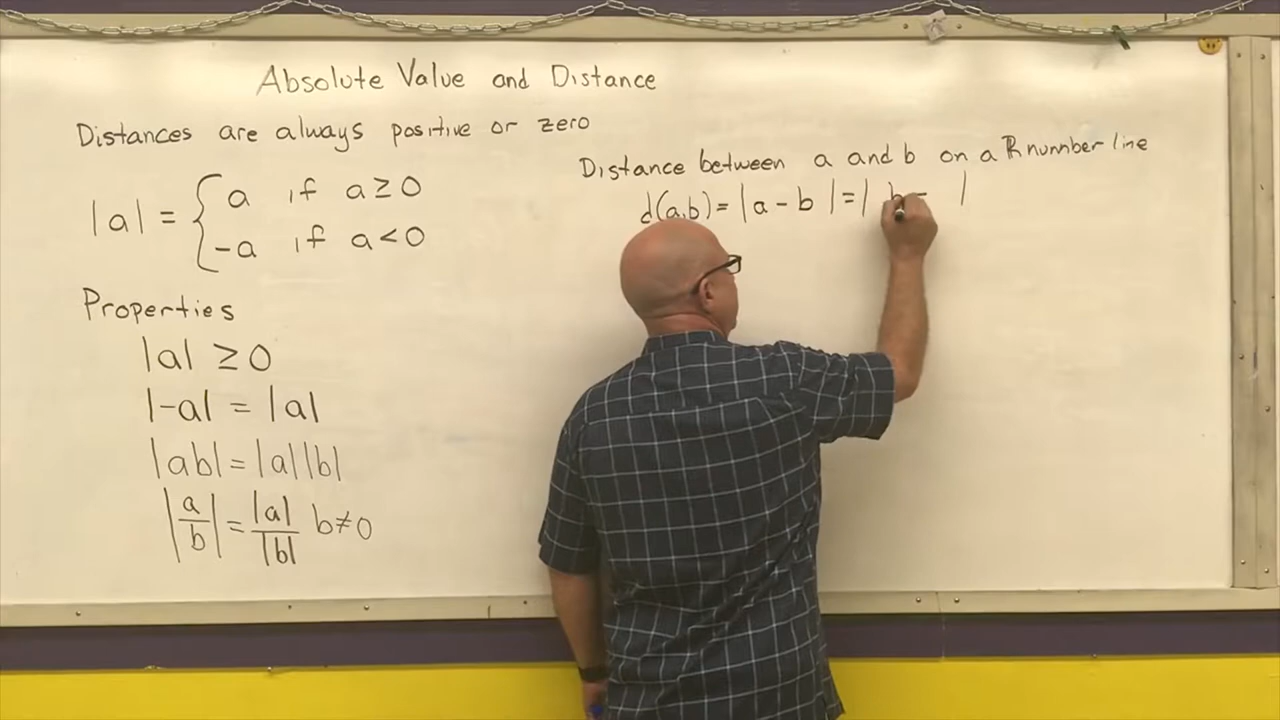 Absolute Value and Distance
Distances are always positive or zero
|a| = { a if a ≥ 0
-a if a < 0
Properties
|a| ≥ 0
|-a| = |a|
|ab| = |a||b|
|a/b| = |a|/|b| b ≠ 0
Distance between a and b on a ℝ number line
d(a,b) = |a - b| = | b - |